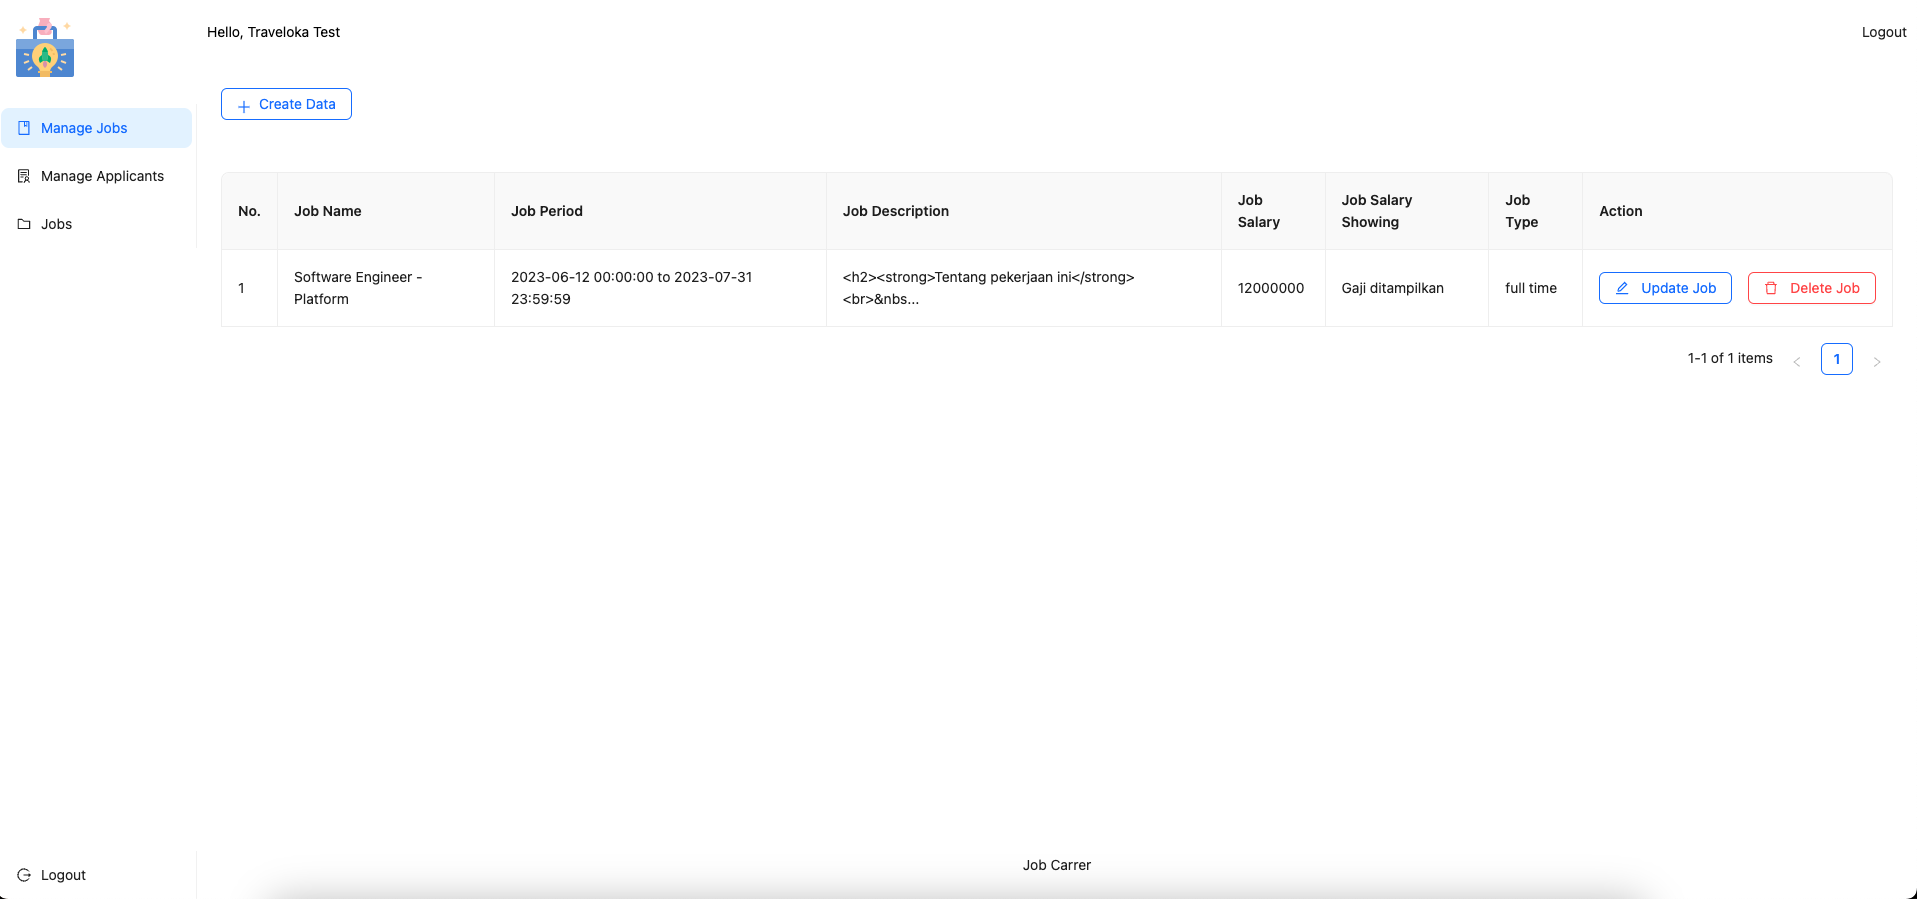 Hello, Traveloka Test
Logout
Create Data
Manage Jobs
Manage Applicants
Jobs
No.
Job Name
Job Period
Job Description
Job
Salary
Job Salary
Showing
Job
Type
Action
1
Software Engineer -
Platform
2023-06-12 00:00:00 to 2023-07-31
23:59:59
<h2><strong>Tentang pekerjaan ini</strong>
<br>&nbs...
12000000
Gaji ditampilkan
full time
Update Job
Delete Job
1-1 of 1 items
1
Logout
Job Carrer